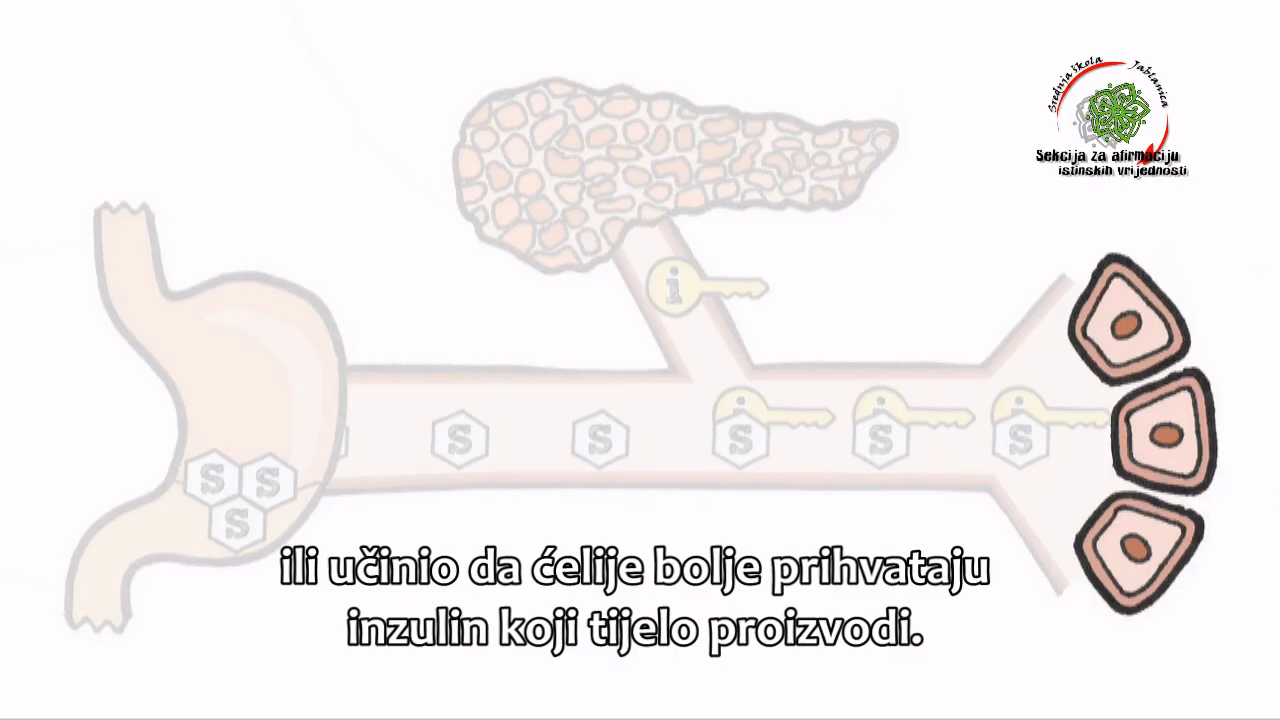 Srednja škola Jablanica
Sekcija za afirmaciju
istinskih vrijednosti
i
i i i
S S S S S
S S
S
ili učinio da ćelije bolje prihvataju
inzulin koji tijelo proizvodi.